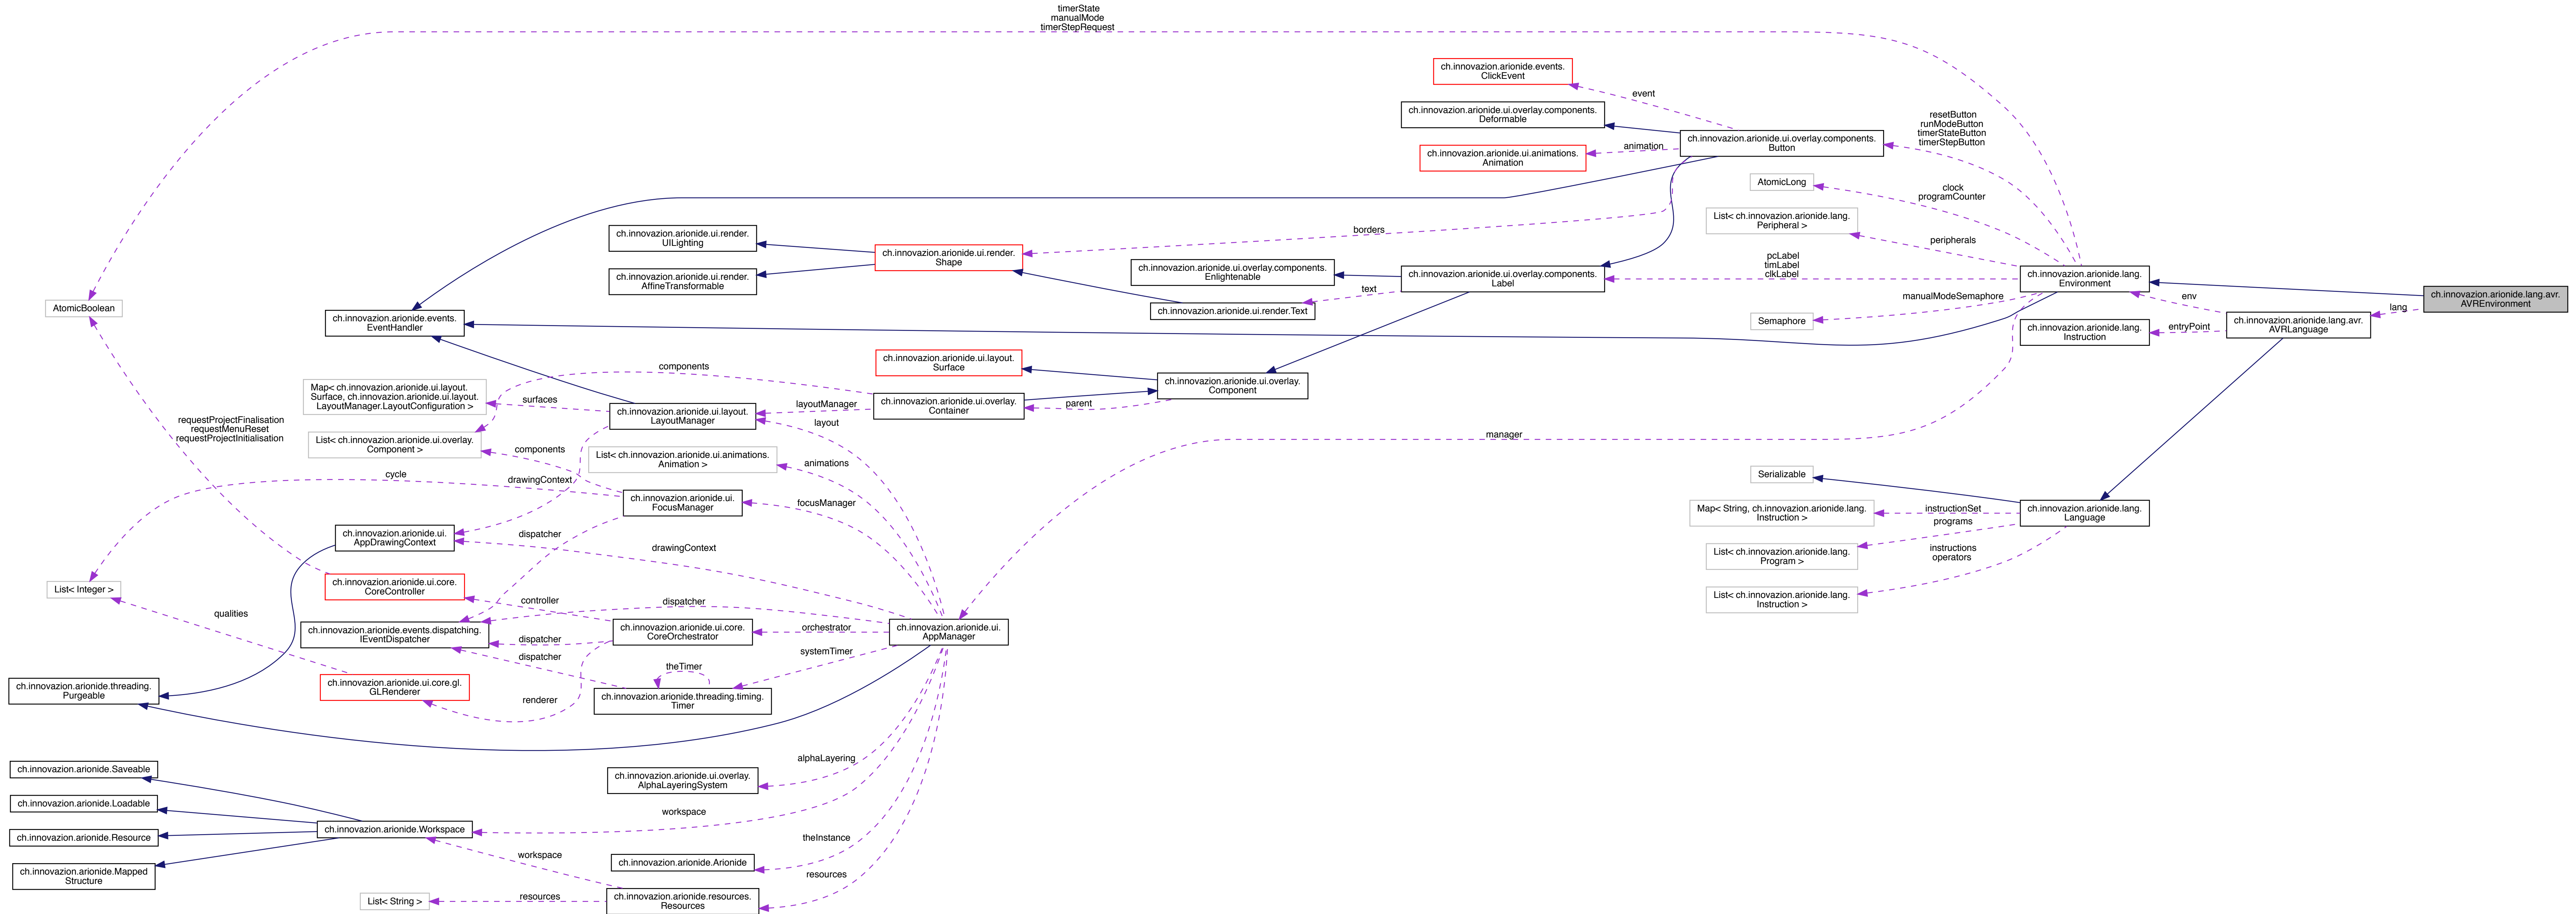 timerState
manualMode
timerStepRequest
ch.innovazion.arionide.events.
ClickEvent
event
ch.innovazion.arionide.ui.overlay.components.
Deformable
resetButton
runModeButton
timerStateButton
timerStepButton
ch.innovazion.arionide.ui.overlay.components.
Button
animation
ch.innovazion.arionide.ui.animations.
Animation
AtomicLong
clock
programCounter
List< ch.innovazion.arionide.lang.
Peripheral >
peripherals
borders
ch.innovazion.arionide.ui.render.
UILighting
ch.innovazion.arionide.ui.render.
Shape
ch.innovazion.arionide.ui.render.
AffineTransformable
ch.innovazion.arionide.ui.overlay.components.
Enlightenable
ch.innovazion.arionide.ui.overlay.components.
Label
pcLabel
timLabel
clkLabel
ch.innovazion.arionide.lang.
Environment
text
ch.innovazion.arionide.ui.render.Text
manualModeSemaphore
Semaphore
env
lang
ch.innovazion.arionide.lang.avr.
AVREnvironment
ch.innovazion.arionide.lang.avr.
AVRLanguage
entryPoint
ch.innovazion.arionide.lang.
Instruction
AtomicBoolean
ch.innovazion.arionide.events.
EventHandler
ch.innovazion.arionide.ui.layout.
Surface
ch.innovazion.arionide.ui.overlay.
Component
components
Map< ch.innovazion.arionide.ui.layout.
Surface, ch.innovazion.arionide.ui.layout.
LayoutManager.LayoutConfiguration >
surfaces
ch.innovazion.arionide.ui.layout.
LayoutManager
layoutManager
ch.innovazion.arionide.ui.overlay.
Container
parent
layout
requestProjectFinalisation
requestMenuReset
requestProjectInitialisation
List< ch.innovazion.arionide.ui.overlay.
Component >
components
manager
List< ch.innovazion.arionide.ui.animations.
Animation >
animations
cycle
drawingContext
ch.innovazion.arionide.ui.
FocusManager
focusManager
Serializable
Map< String, ch.innovazion.arionide.lang.
Instruction >
instructionSet
programs
ch.innovazion.arionide.lang.
Language
List< ch.innovazion.arionide.lang.
Program >
instructions
operators
List< ch.innovazion.arionide.lang.
Instruction >
ch.innovazion.arionide.ui.
AppDrawingContext
dispatcher
drawingContext
List< Integer >
ch.innovazion.arionide.ui.core.
CoreController
controller
dispatcher
qualities
ch.innovazion.arionide.events.dispatching.
IEventDispatcher
dispatcher
ch.innovazion.arionide.ui.core.
CoreOrchestrator
orchestrator
ch.innovazion.arionide.ui.
AppManager
dispatcher
systemTimer
theTimer
ch.innovazion.arionide.threading.
Purgeable
ch.innovazion.arionide.ui.core.gl.
GLRenderer
renderer
ch.innovazion.arionide.threading.timing.
Timer
alphaLayering
ch.innovazion.arionide.Saveable
ch.innovazion.arionide.ui.overlay.
AlphaLayeringSystem
ch.innovazion.arionide.Loadable
workspace
ch.innovazion.arionide.Workspace
ch.innovazion.arionide.Resource
theInstance
workspace
ch.innovazion.arionide.Arionide
ch.innovazion.arionide.Mapped
Structure
resources
List< String >
resources
ch.innovazion.arionide.resources.
Resources